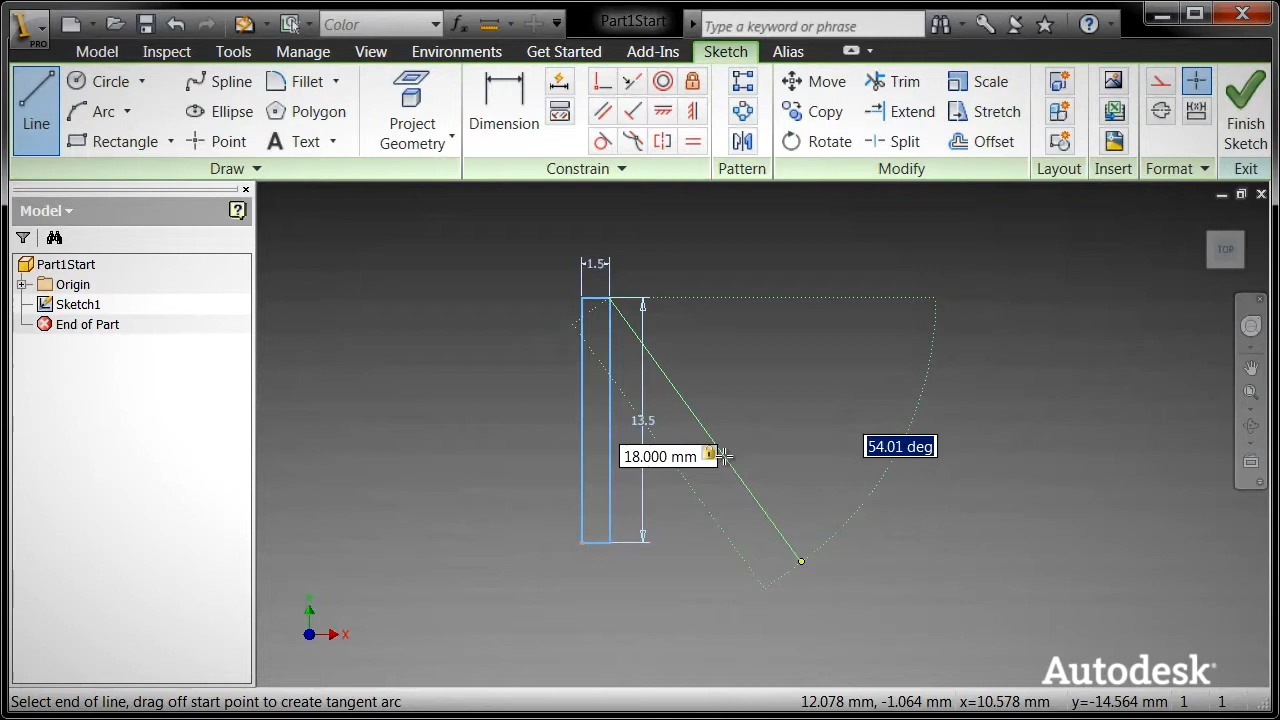 PRO
Color
Part1Start
Type a keyword or phrase
Model Inspect Tools Manage View Environments Get Started Add-Ins Sketch Alias
Line
Circle
Arc
Rectangle
Spline
Ellipse
Point
Fillet
Polygon
Text
Project
Geometry
Draw
Dimension
Constrain
Pattern
Move
Copy
Rotate
Trim
Extend
Split
Scale
Stretch
Offset
Modify
Layout
Insert
Format
Finish
Sketch
Exit
Model
Part1Start
Origin
Sketch1
End of Part
TOP
1.5
13.5
18.000 mm
54.01 deg
X
Autodesk
Select end of line, drag off start point to create tangent arc
12.078 mm, -1.064 mm x=10.578 mm y=-14.564 mm 1 1